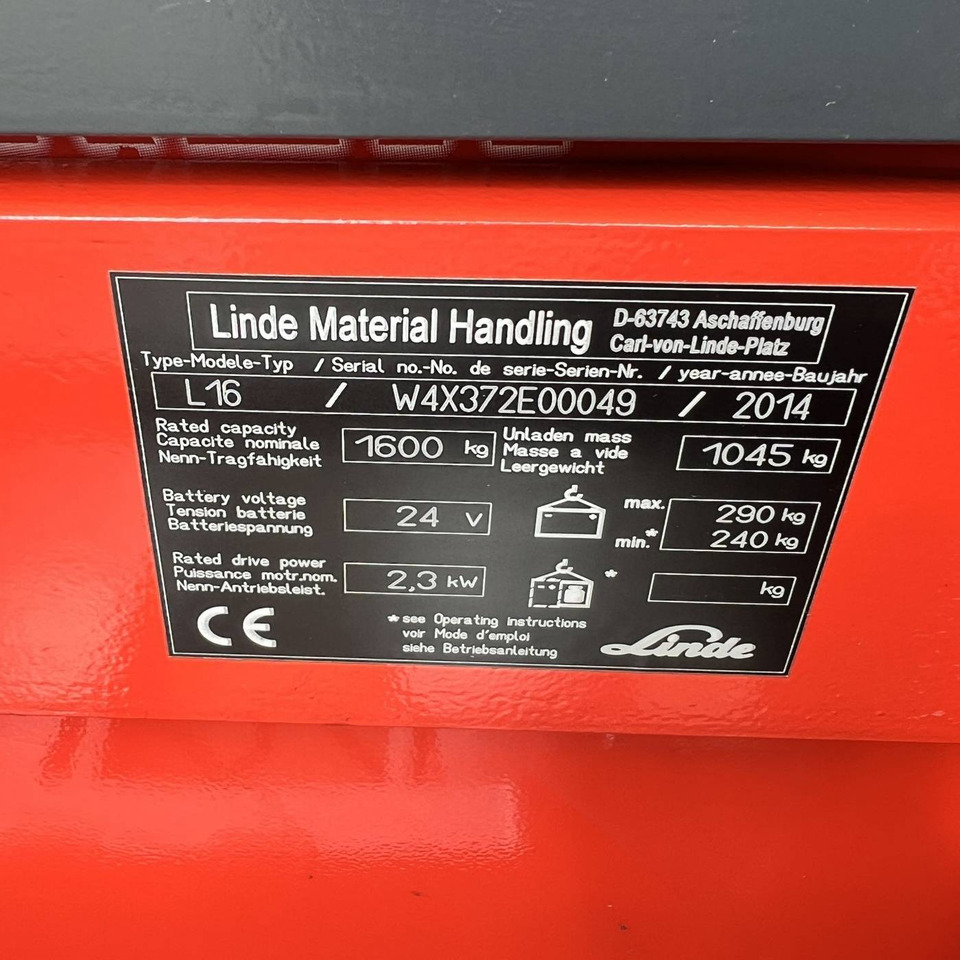 Linde Material Handling D-63743 Aschaffenburg
Carl-von-Linde-Platz
Type-Modele-Typ / Serial no.-No. de serie-Serien-Nr. / year-annee-Baujahr
L16 / W4X372E00049 / 2014
Rated capacity
Capacite nominale
Nenn-Tragfähigkeit
1600 kg
Unladen mass
Masse a vide
Leergewicht
1045 kg
Battery voltage
Tension batterie
Batteriespannung
24 V
max. 290 kg
min.* 240 kg
Rated drive power
Puissance motr.nom.
Nenn-Antriebsleist.
2,3 kW
* kg
CE
*see Operating instructions
voir Mode d'emploi
siehe Betriebsanleitung
Linde